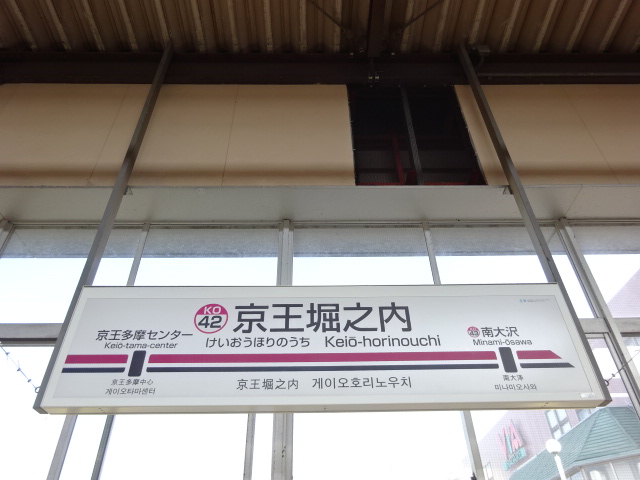 KO
42
京王堀之内
けいおうほりのうち Keiō-horinouchi
京王多摩センター
Keiō-tama-center
南大沢
Minami-ōsawa
京王多摩中心
게이오타마센터
京王堀之内 게이오호리노우치
南大泽
미나미오사와
ViA